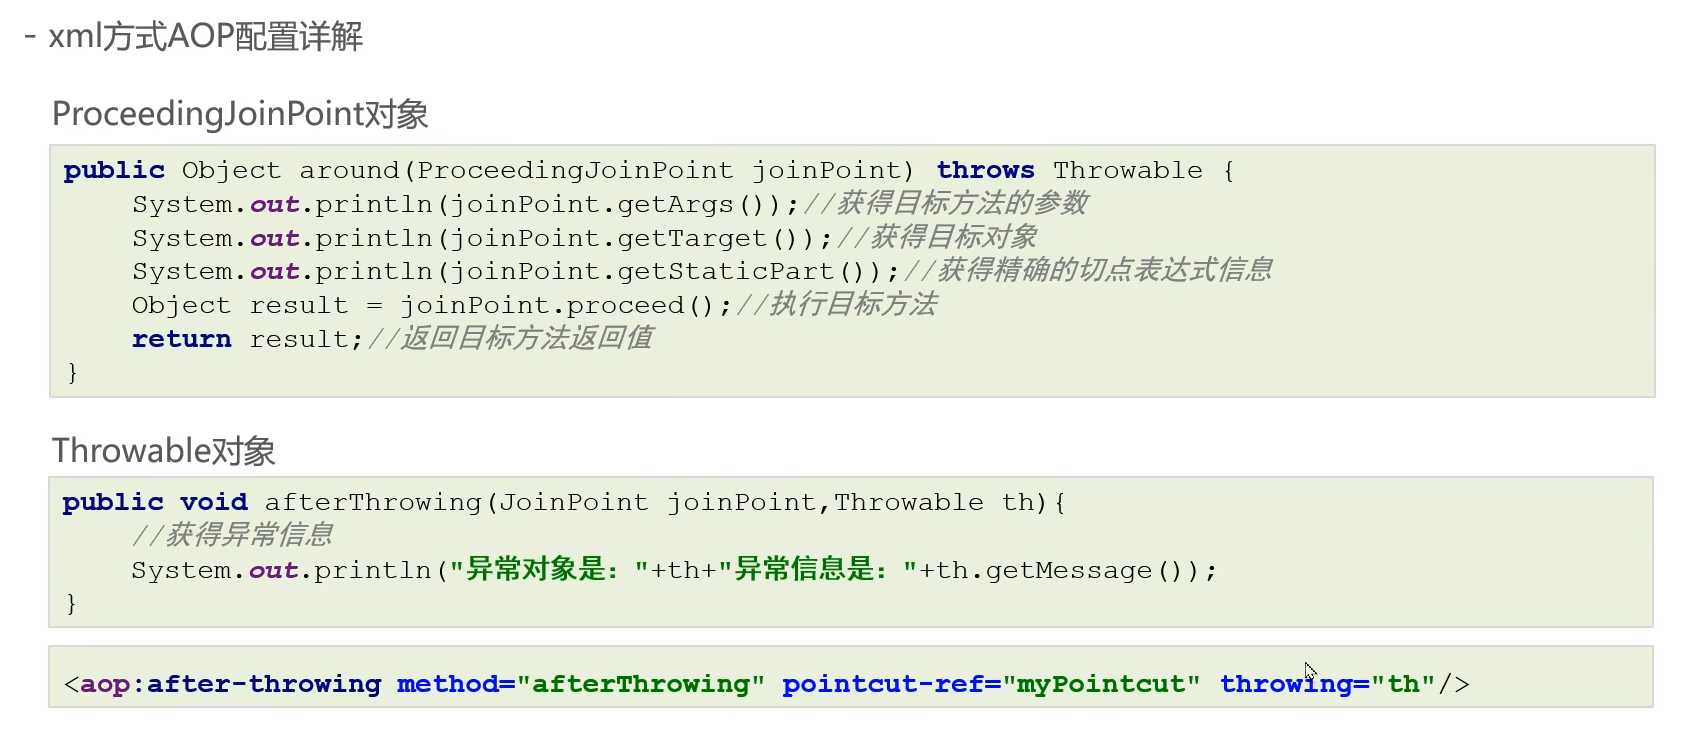 - xml方式AOP配置详解
ProceedingJoinPoint对象
public Object around(ProceedingJoinPoint joinPoint) throws Throwable {
    System.out.println(joinPoint.getArgs());//获得目标方法的参数
    System.out.println(joinPoint.getTarget());//获得目标对象
    System.out.println(joinPoint.getStaticPart());//获得精确的切点表达式信息
    Object result = joinPoint.proceed();//执行目标方法
    return result;//返回目标方法返回值
}
Throwable对象
public void afterThrowing(JoinPoint joinPoint,Throwable th){
    //获得异常信息
    System.out.println("异常对象是："+th+"异常信息是："+th.getMessage());
}
<aop:after-throwing method="afterThrowing" pointcut-ref="myPointcut" throwing="th"/>